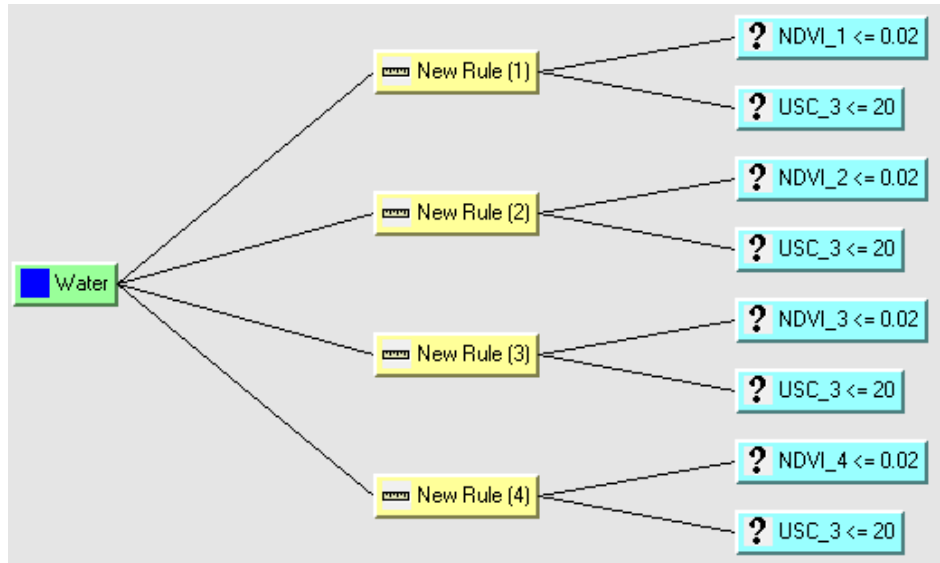 NDVI_1 <= 0.02
New Rule (1)
USC_3 <= 20
NDVI_2 <= 0.02
New Rule (2)
USC_3 <= 20
Water
NDVI_3 <= 0.02
New Rule (3)
USC_3 <= 20
NDVI_4 <= 0.02
New Rule (4)
USC_3 <= 20